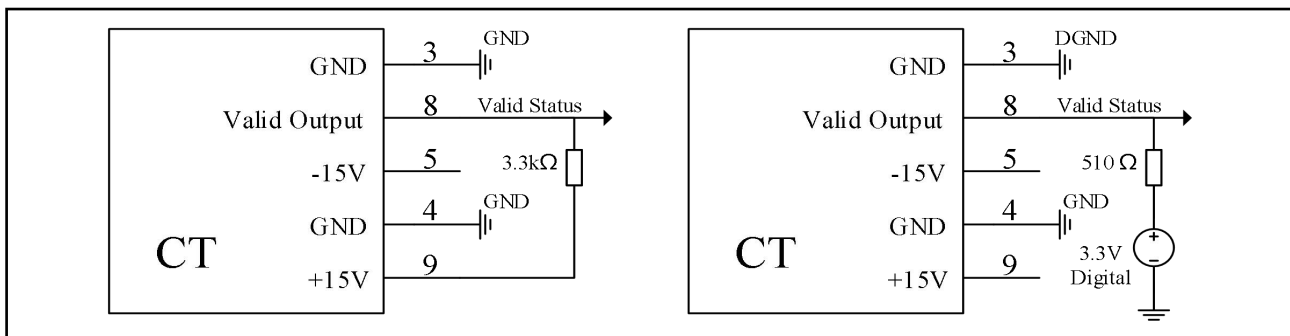 GND 3 GND
Valid Output 8 Valid Status
-15V 5 3.3kΩ
GND 4 GND
CT
+15V 9
GND 3 DGND
Valid Output 8 Valid Status
-15V 5 510 Ω
GND 4 GND
CT
+15V 9
3.3V
Digital